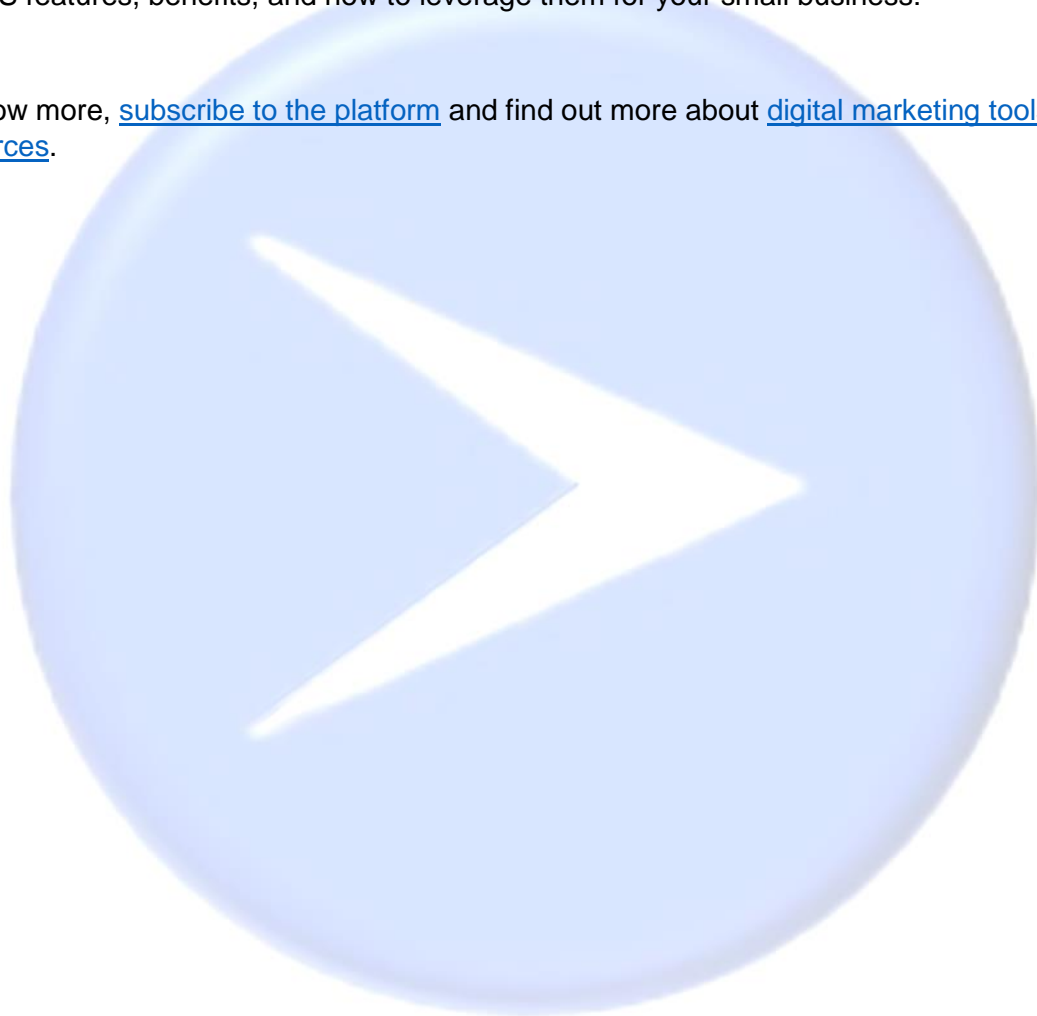 S features, benefits, and how to leverage them for your small business.
ow more, subscribe to the platform and find out more about digital marketing tool
rces.